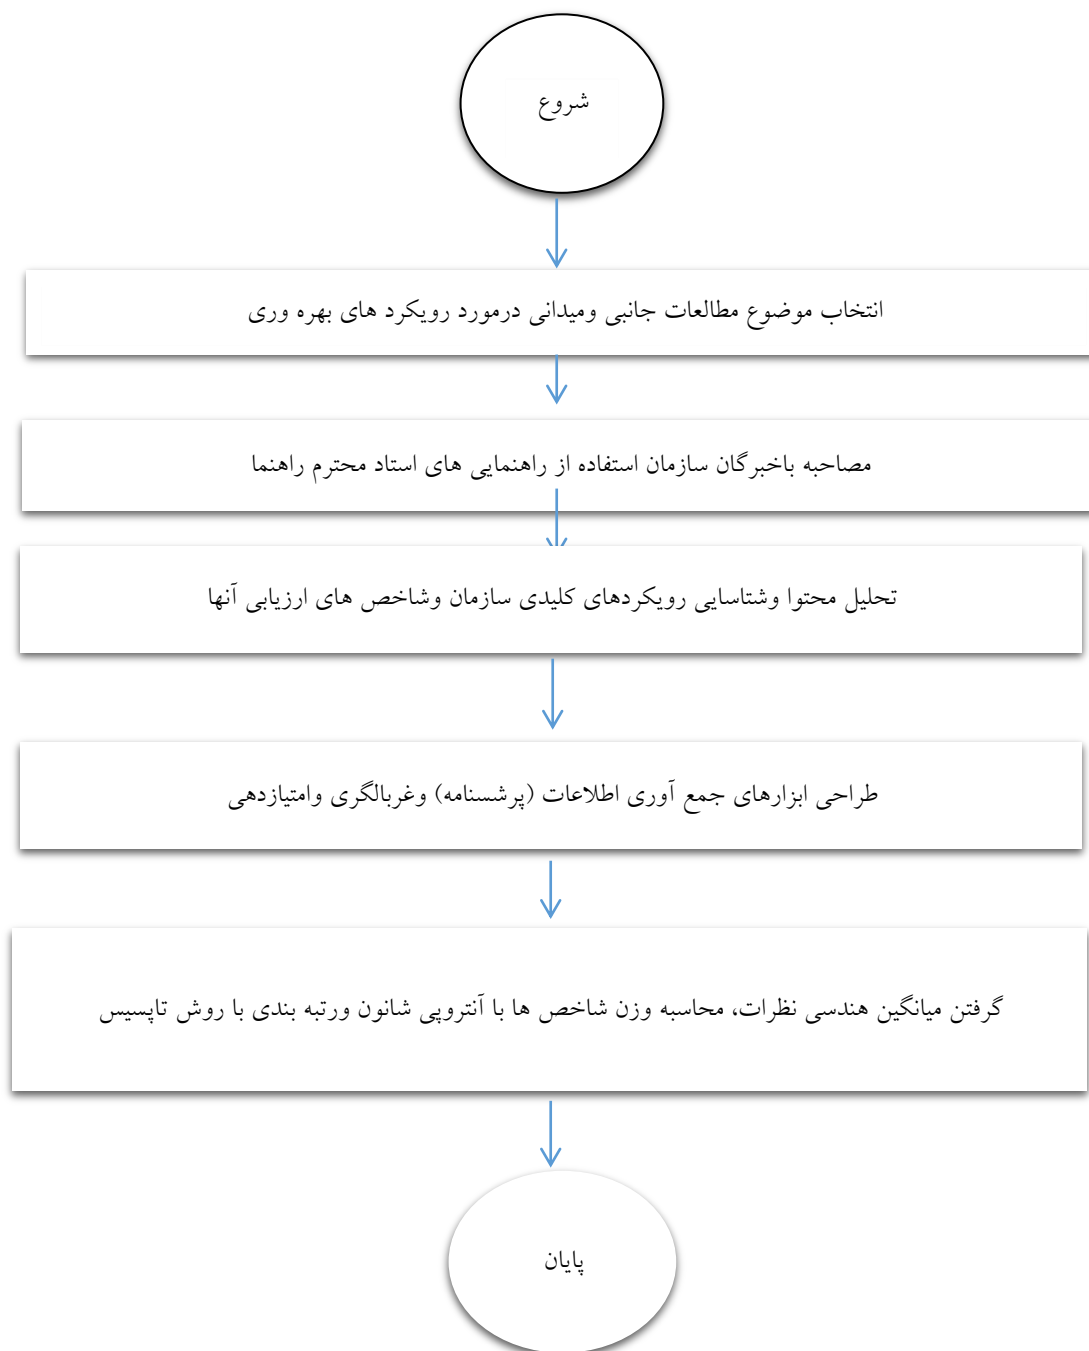 شروع
انتخاب موضوع مطالعات جانبی ومیدانی درمورد رویکرد های بهره وری
مصاحبه باخبرگان سازمان استفاده از راهنمایی های استاد محترم راهنما
تحلیل محتوا وشتاسایی رویکردهای کلیدی سازمان وشاخص های ارزیابی آنها
طراحی ابزارهای جمع آوری اطلاعات (پرشسنامه) وغربالگری وامتیازدهی
گرفتن میانگین هندسی نظرات، محاسبه وزن شاخص ها با آنتروپی شانون ورتبه بندی با روش تاپسیس
پایان